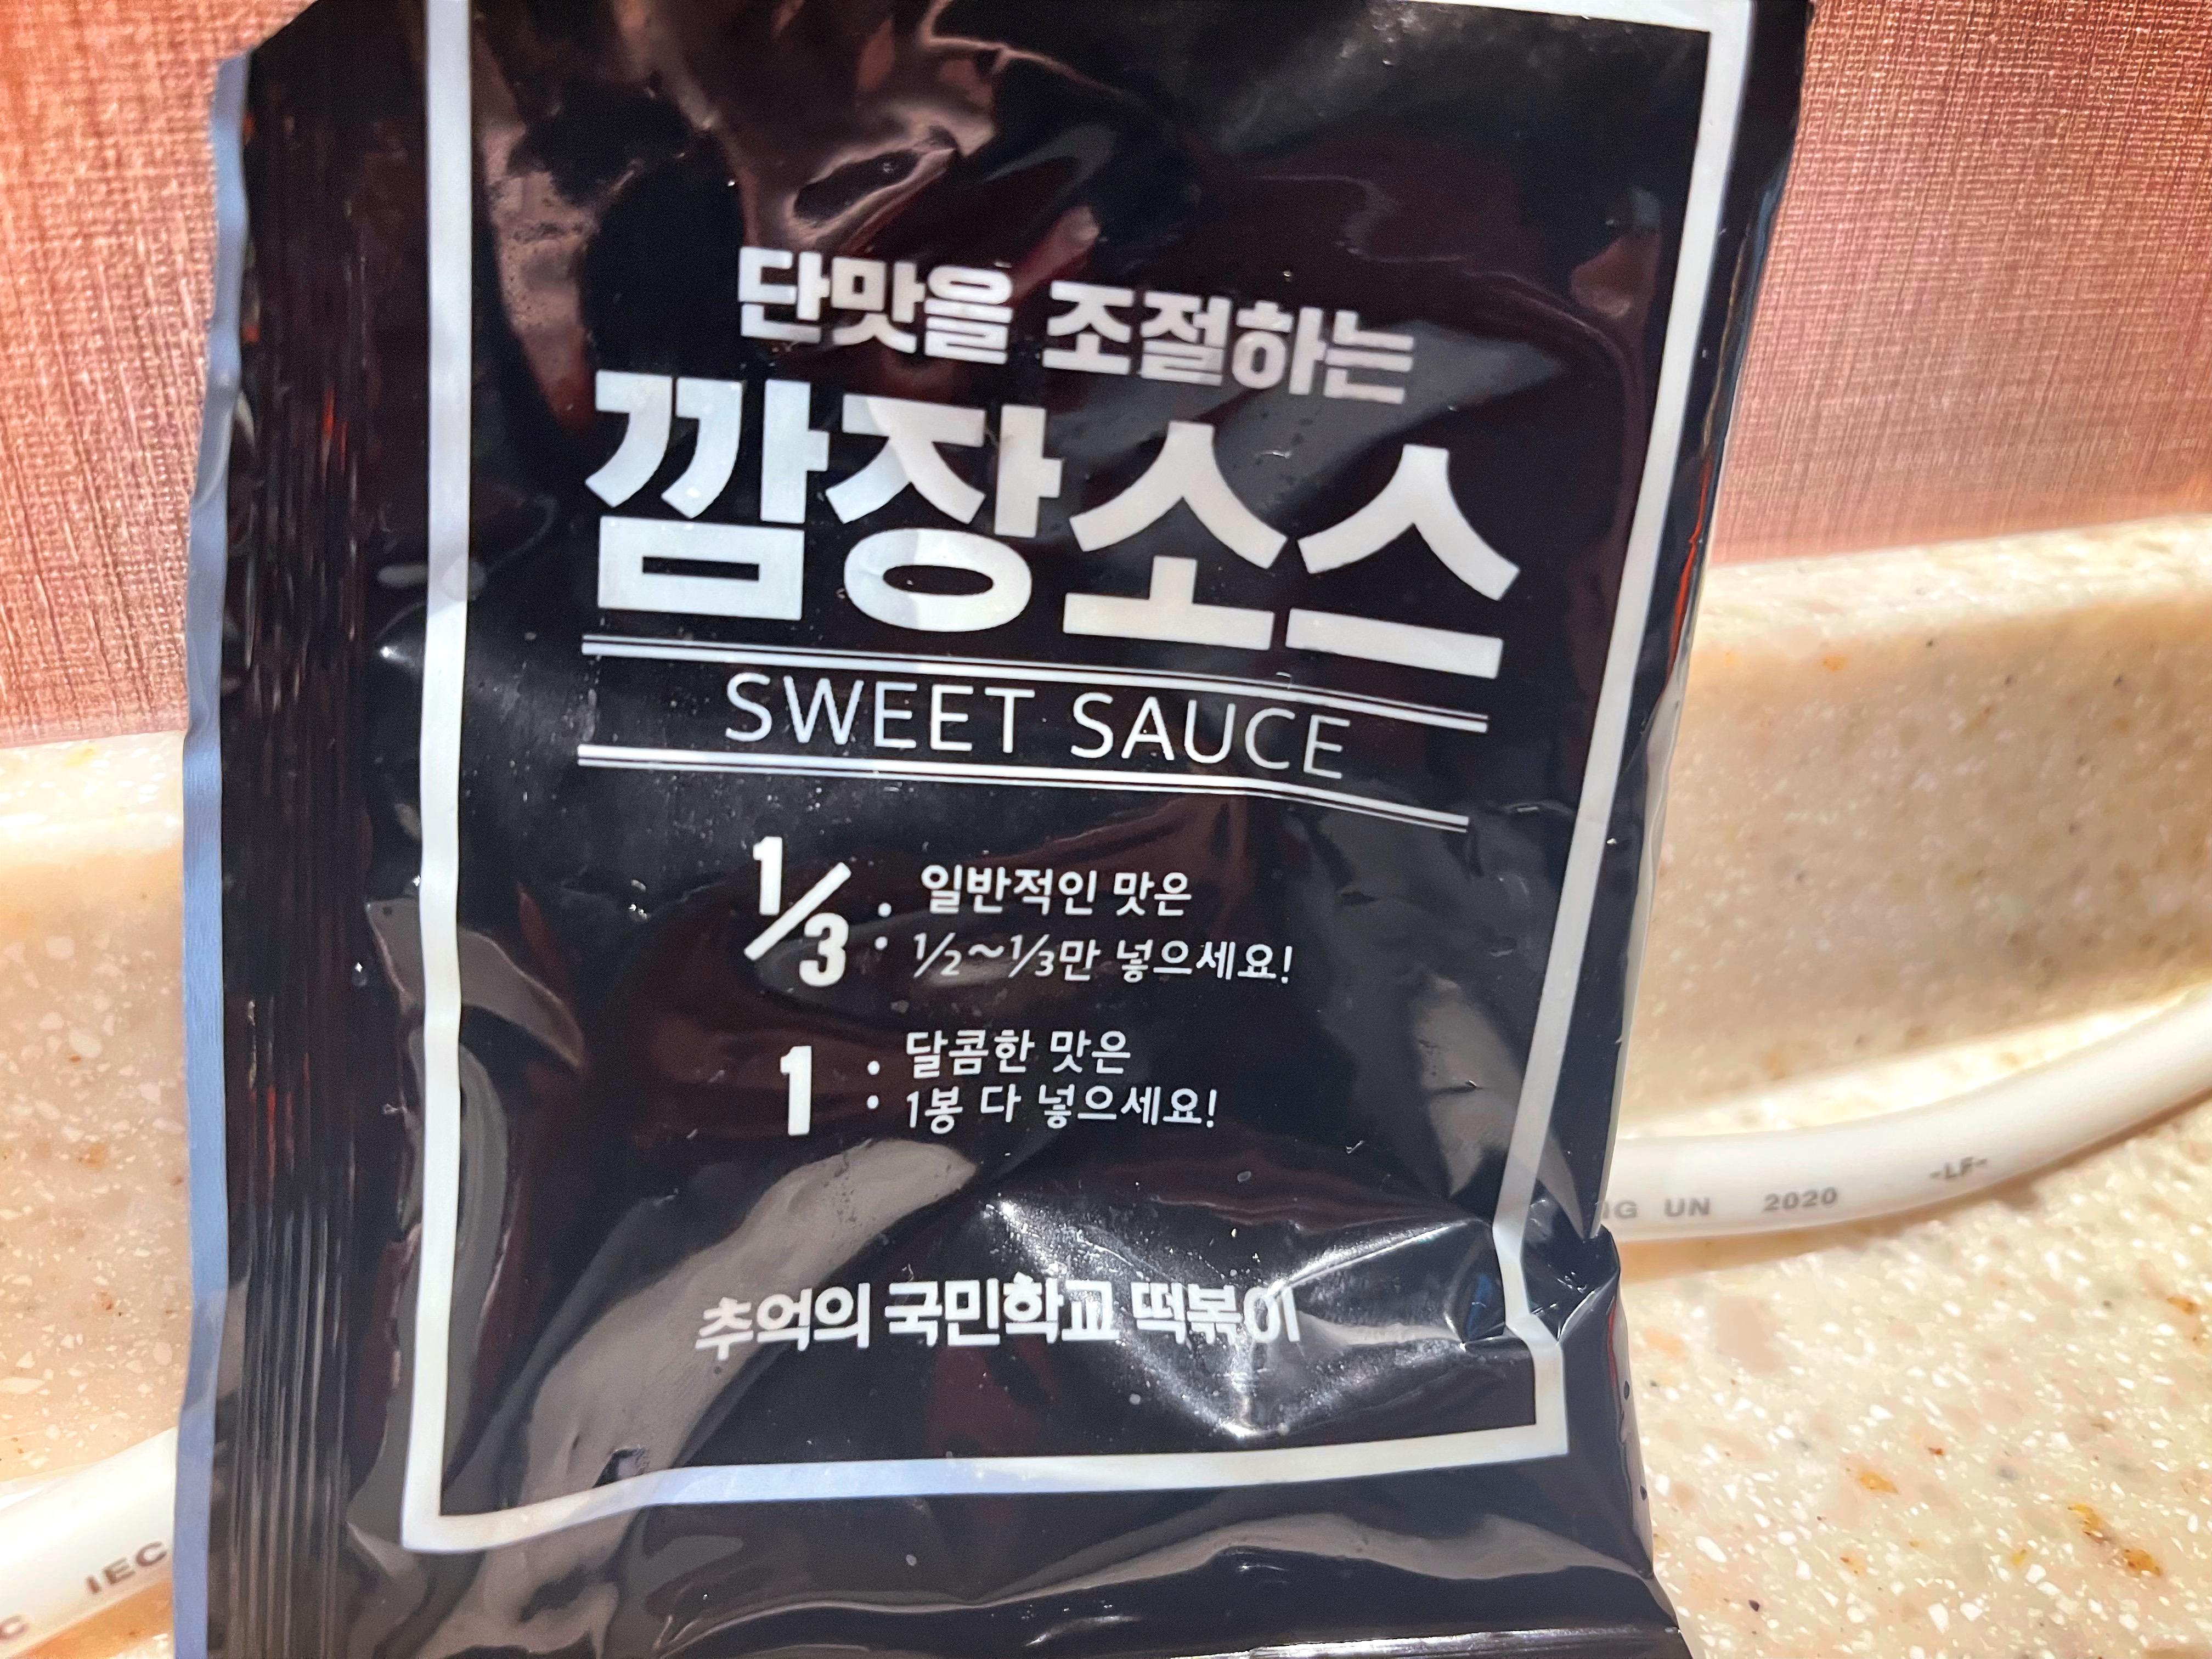 단맛을 조절하는
깜장소스
SWEET SAUCE
1/3 : 일반적인 맛은
1/2~1/3만 넣으세요!
1 : 달콤한 맛은
1봉 다 넣으세요!
추억의 국민학교 떡볶이
UN 2020 -LF-
IEC